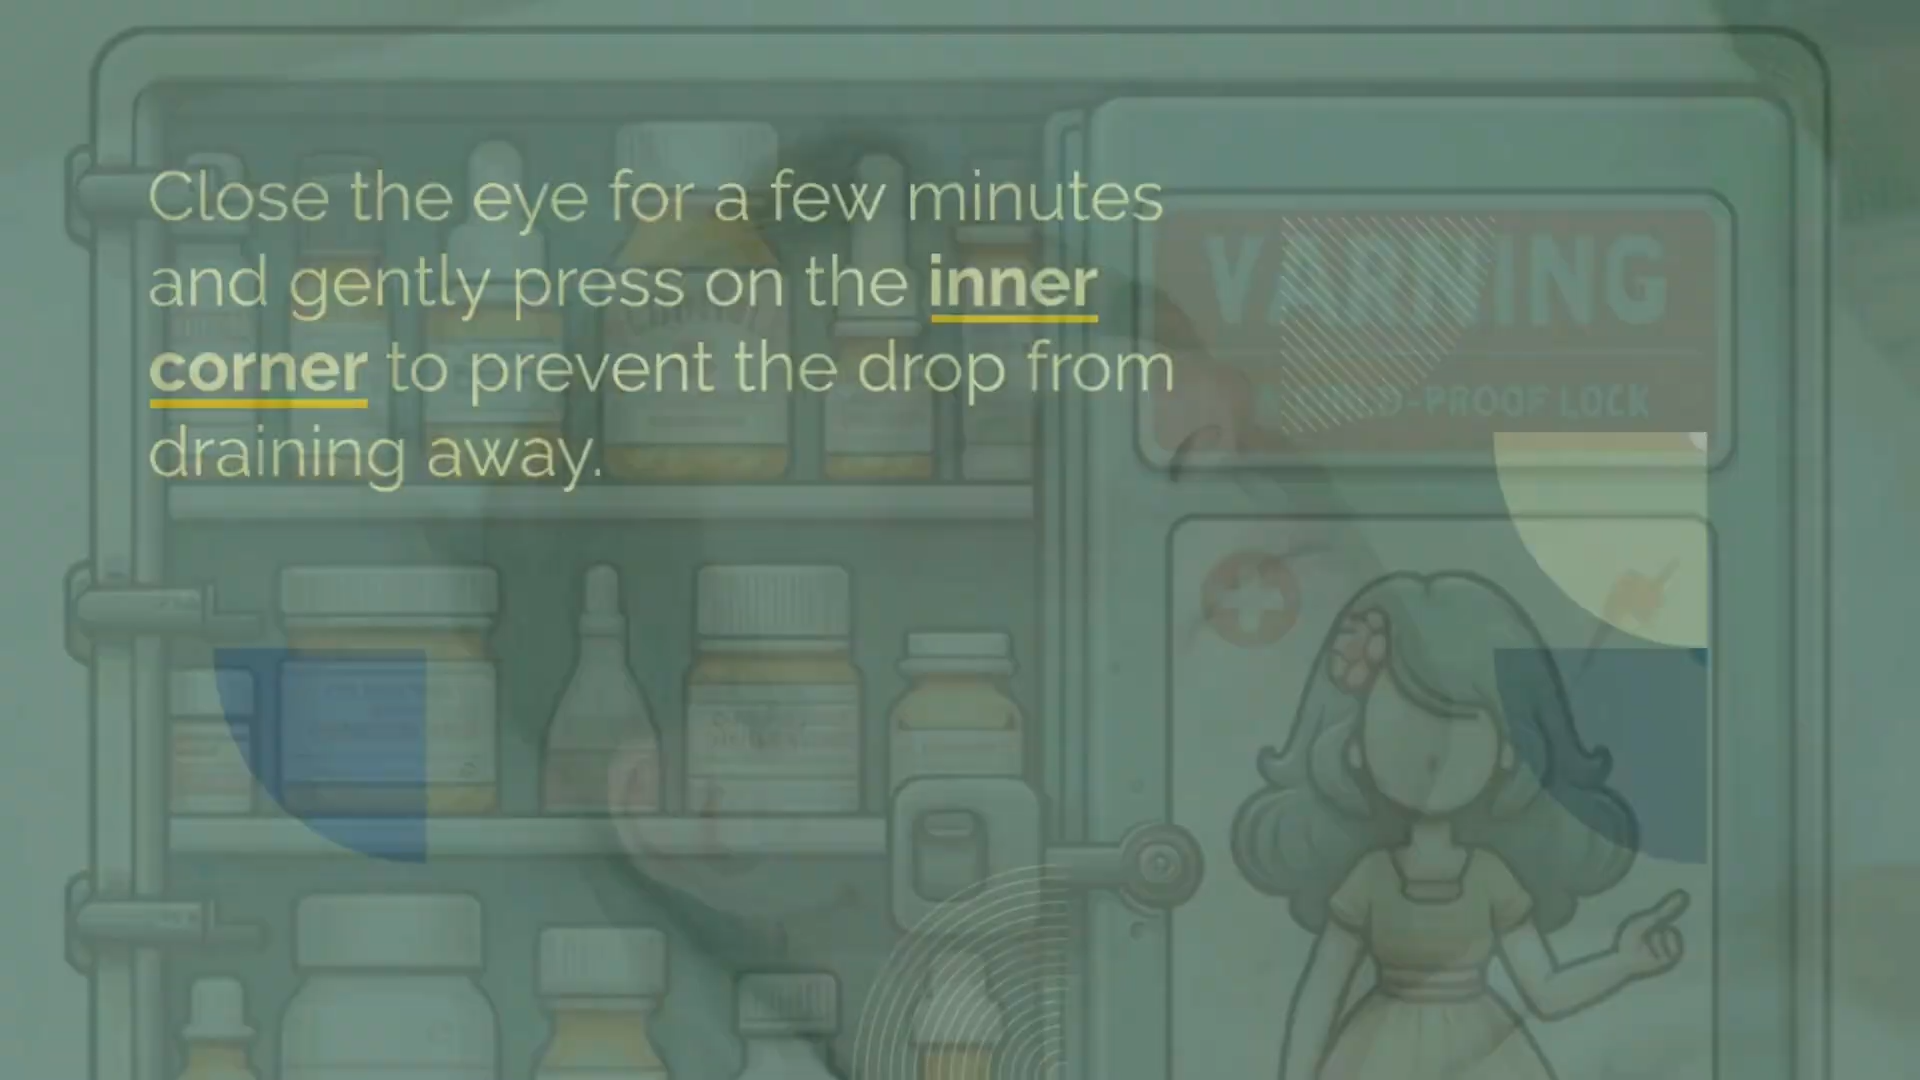 Close the eye for a few minutes
and gently press on the inner
corner to prevent the drop from
draining away.
VARNING
-PROOF LOCK